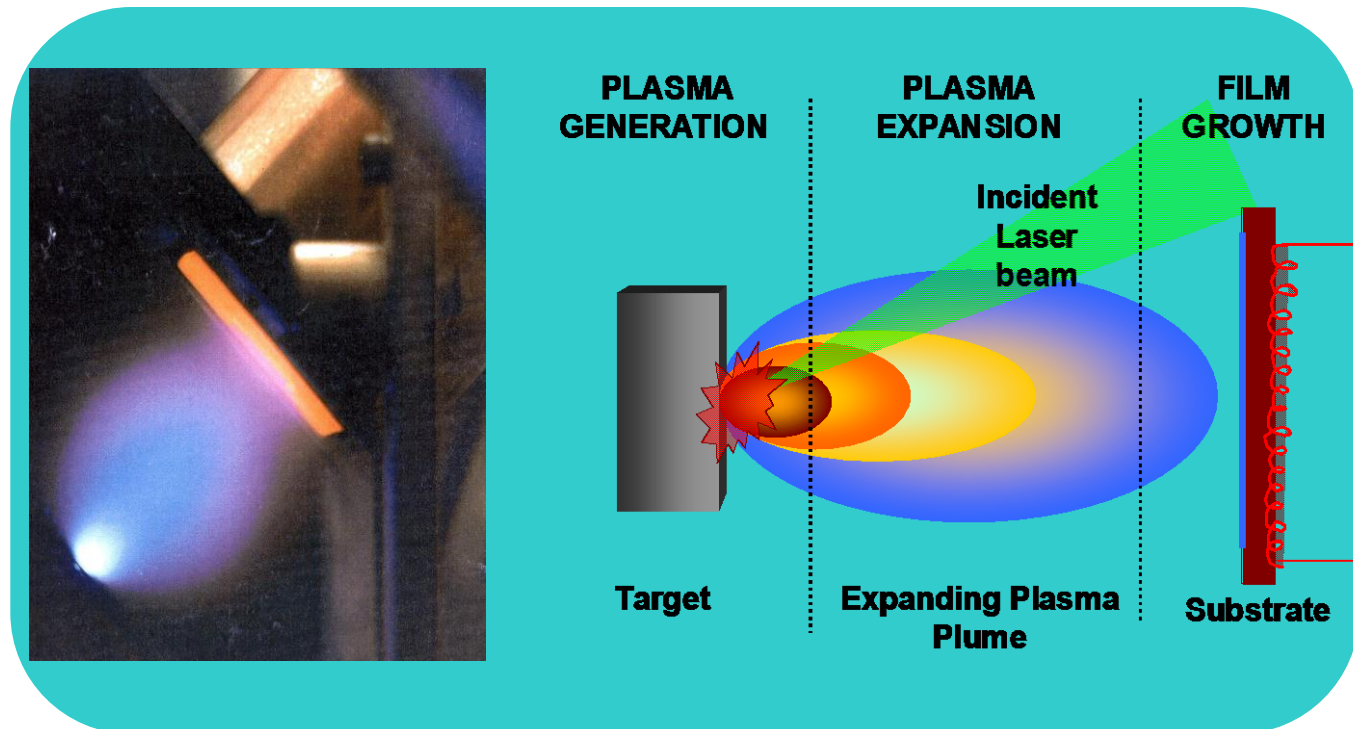 PLASMA
GENERATION
PLASMA
EXPANSION
FILM
GROWTH
Incident
Laser
beam
Target
Expanding Plasma
Plume
Substrate